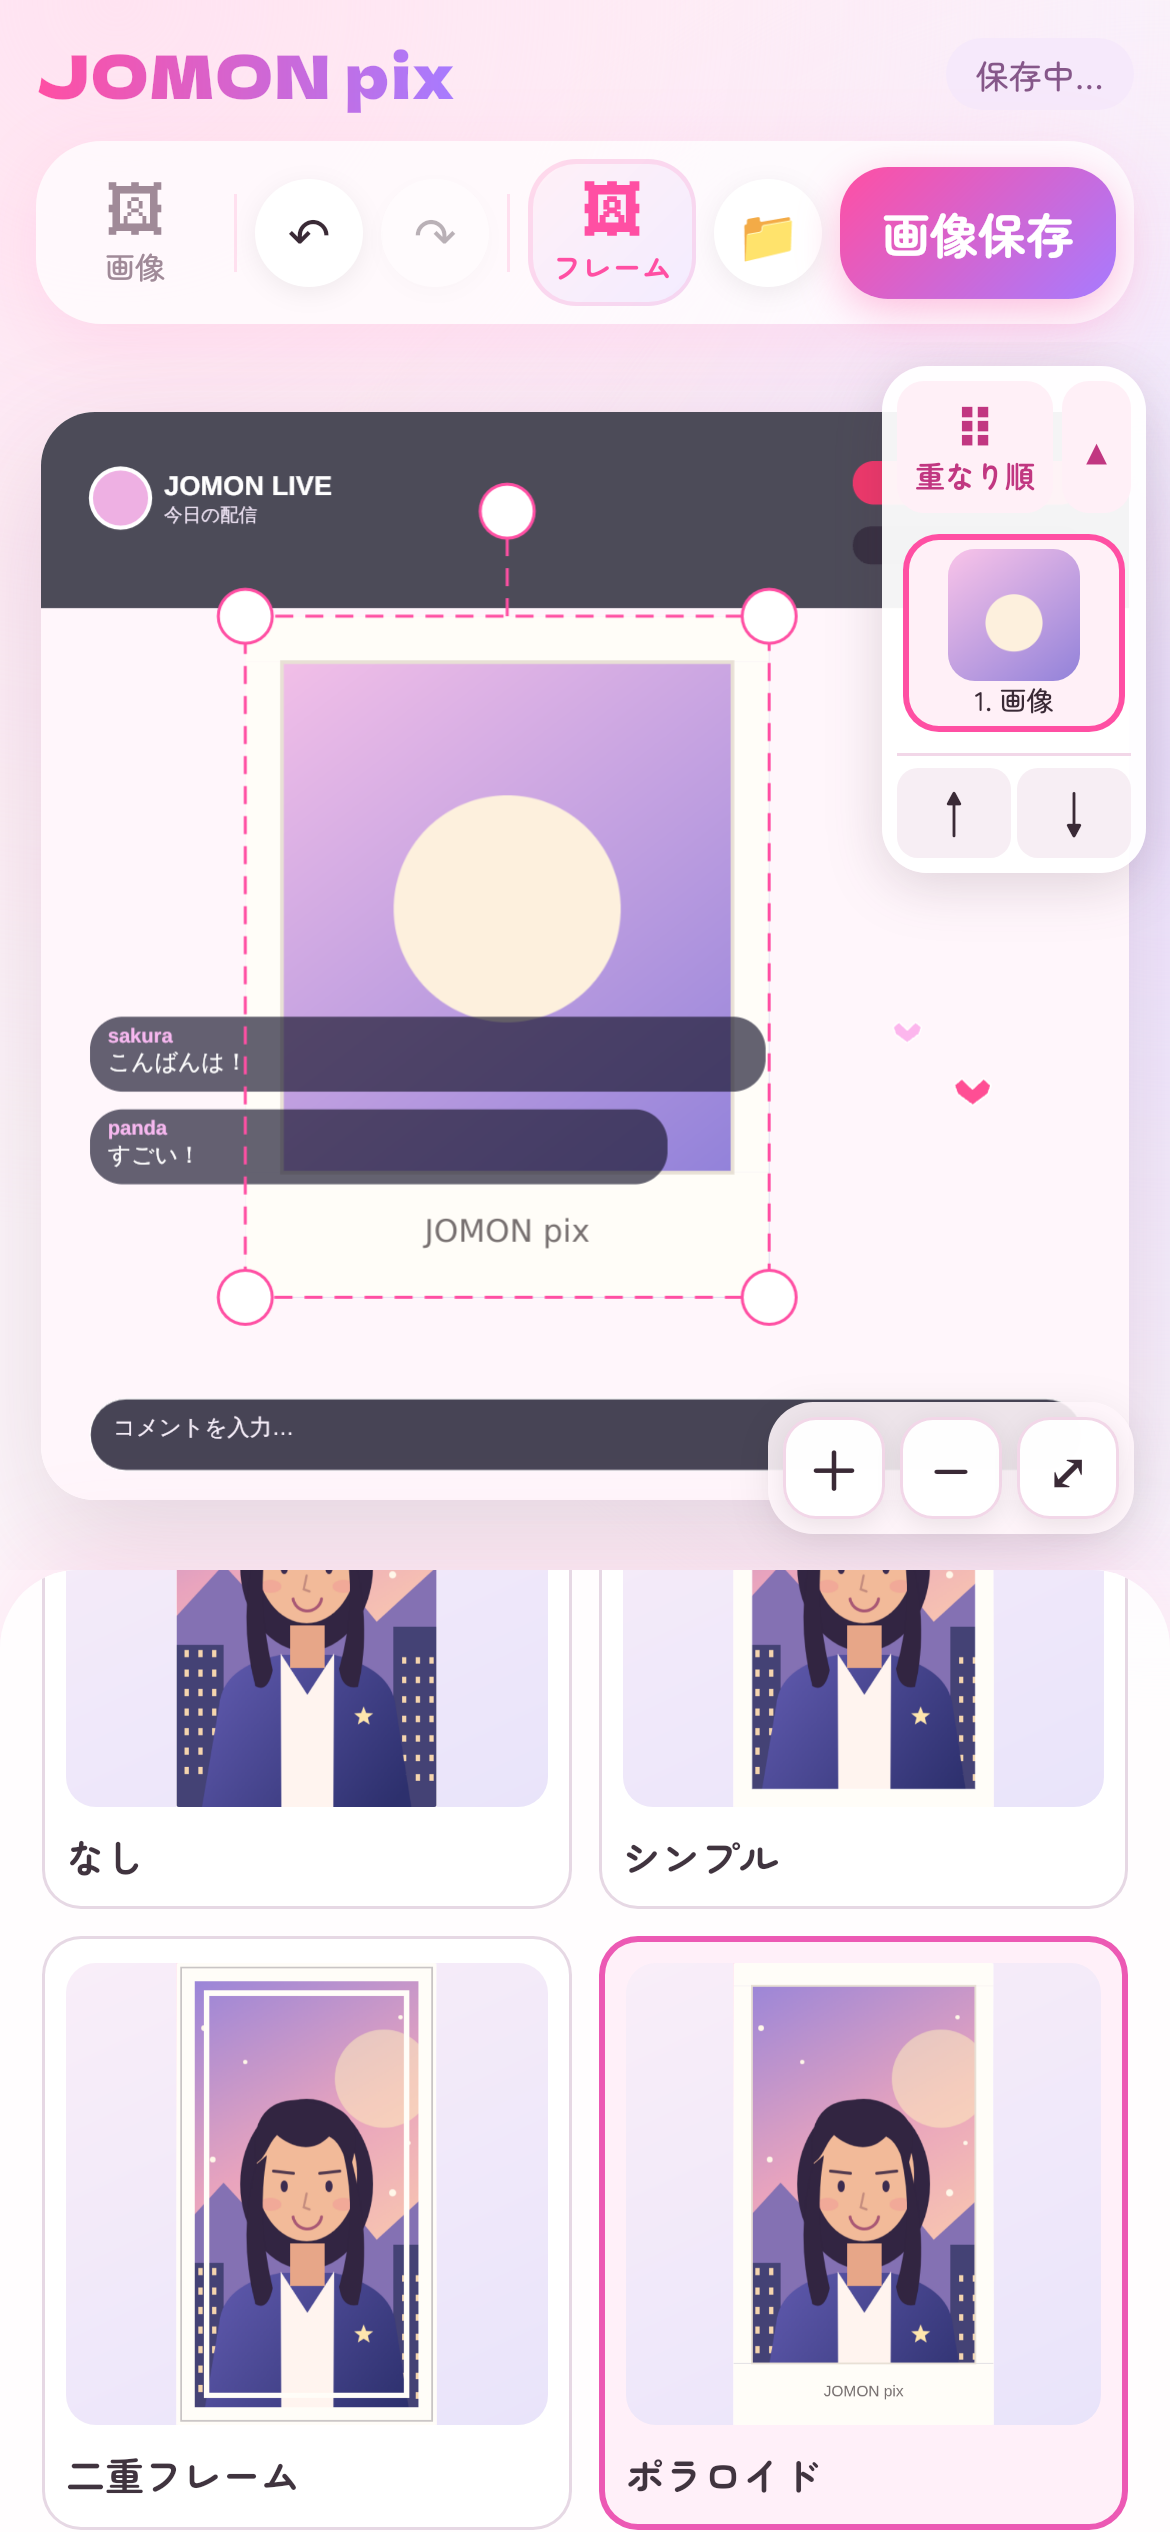 JOMON pix
保存中...
画像
フレーム
画像保存
重なり順
JOMON LIVE
今日の配信
1. 画像
sakura
こんばんは！
panda
すごい！
JOMON pix
コメントを入力...
なし
シンプル
JOMON pix
二重フレーム
ポラロイド